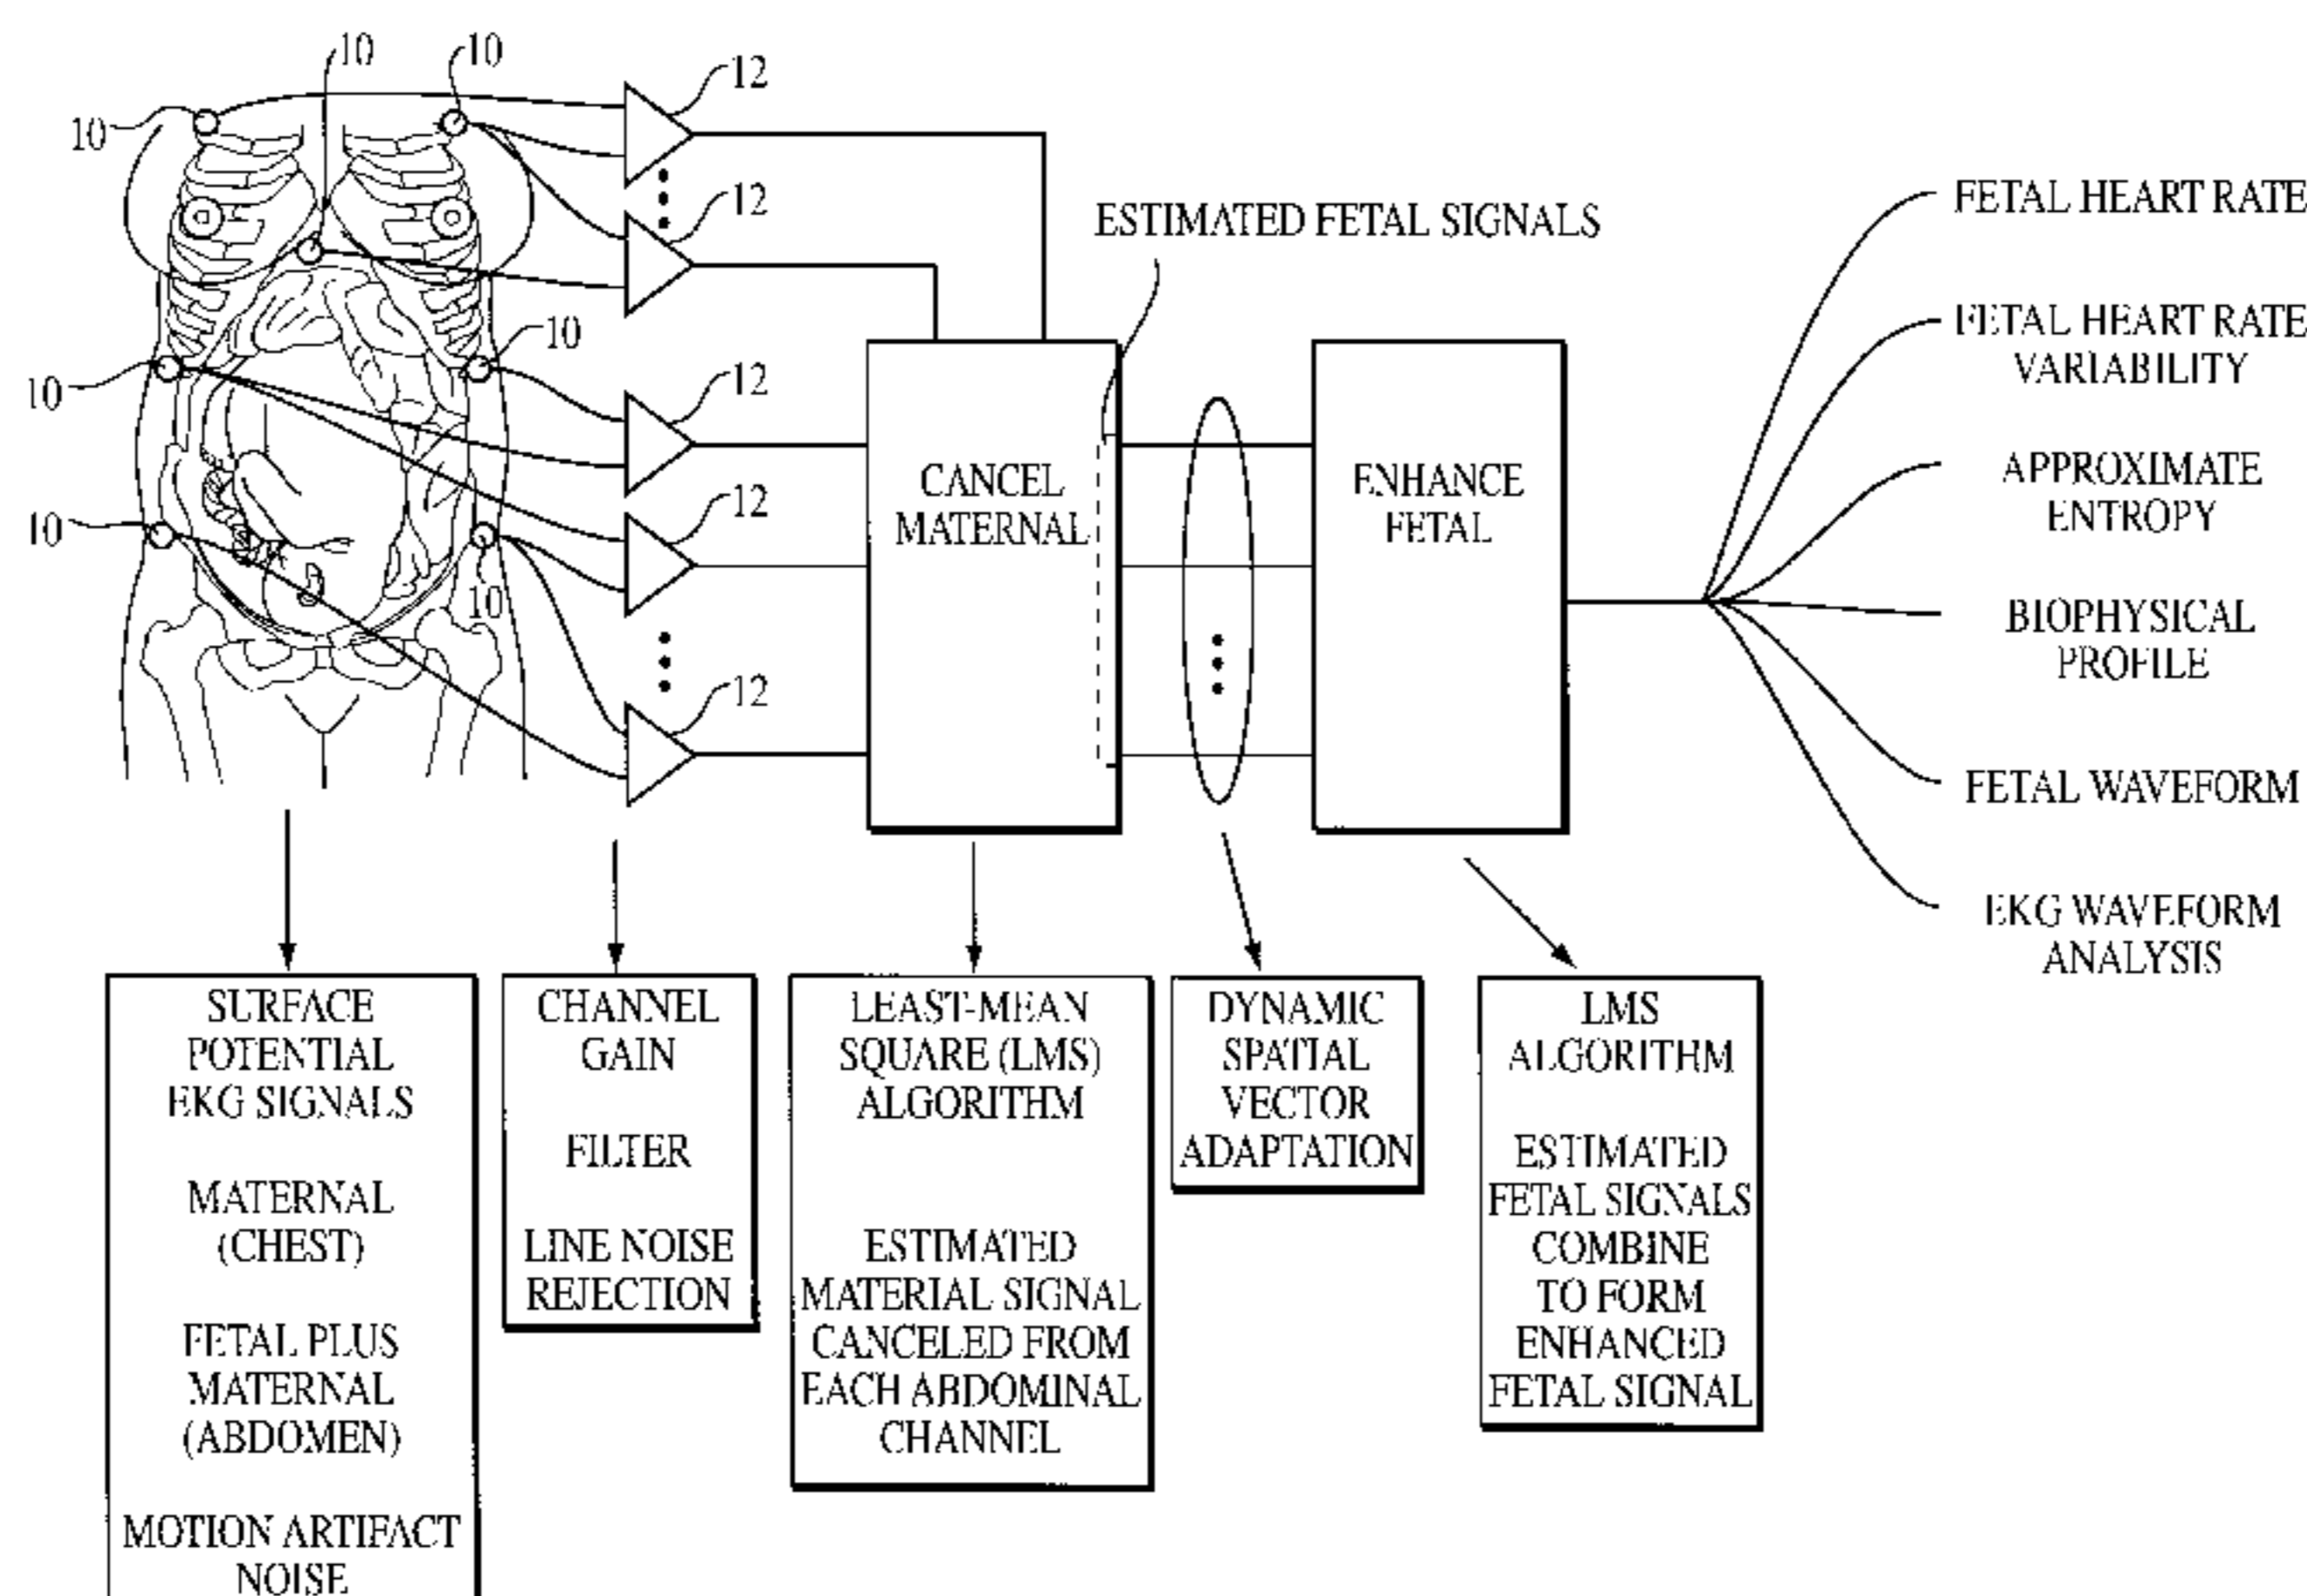 10
10
10
10
10
10
10
12
12
12
12
12
ESTIMATED FETAL SIGNALS
CANCEL
MATERNAL
ENHANCE
FETAL
FETAL HEART RATE
FETAL HEART RATE
VARIABILITY
APPROXIMATE
ENTROPY
BIOPHYSICAL
PROFILE
FETAL WAVEFORM
EKG WAVEFORM
ANALYSIS
SURFACE
POTENTIAL
EKG SIGNALS
MATERNAL
(CHEST)
FETAL PLUS
MATERNAL
(ABDOMEN)
MOTION ARTIFACT
NOISE
CHANNEL
GAIN
FILTER
LINE NOISE
REJECTION
LEAST-MEAN
SQUARE (LMS)
ALGORITHM
ESTIMATED
MATERIAL SIGNAL
CANCELED FROM
EACH ABDOMINAL
CHANNEL
DYNAMIC
SPATIAL
VECTOR
ADAPTATION
LMS
ALGORITHM
ESTIMATED
FETAL SIGNALS
COMBINE
TO FORM
ENHANCED
FETAL SIGNAL